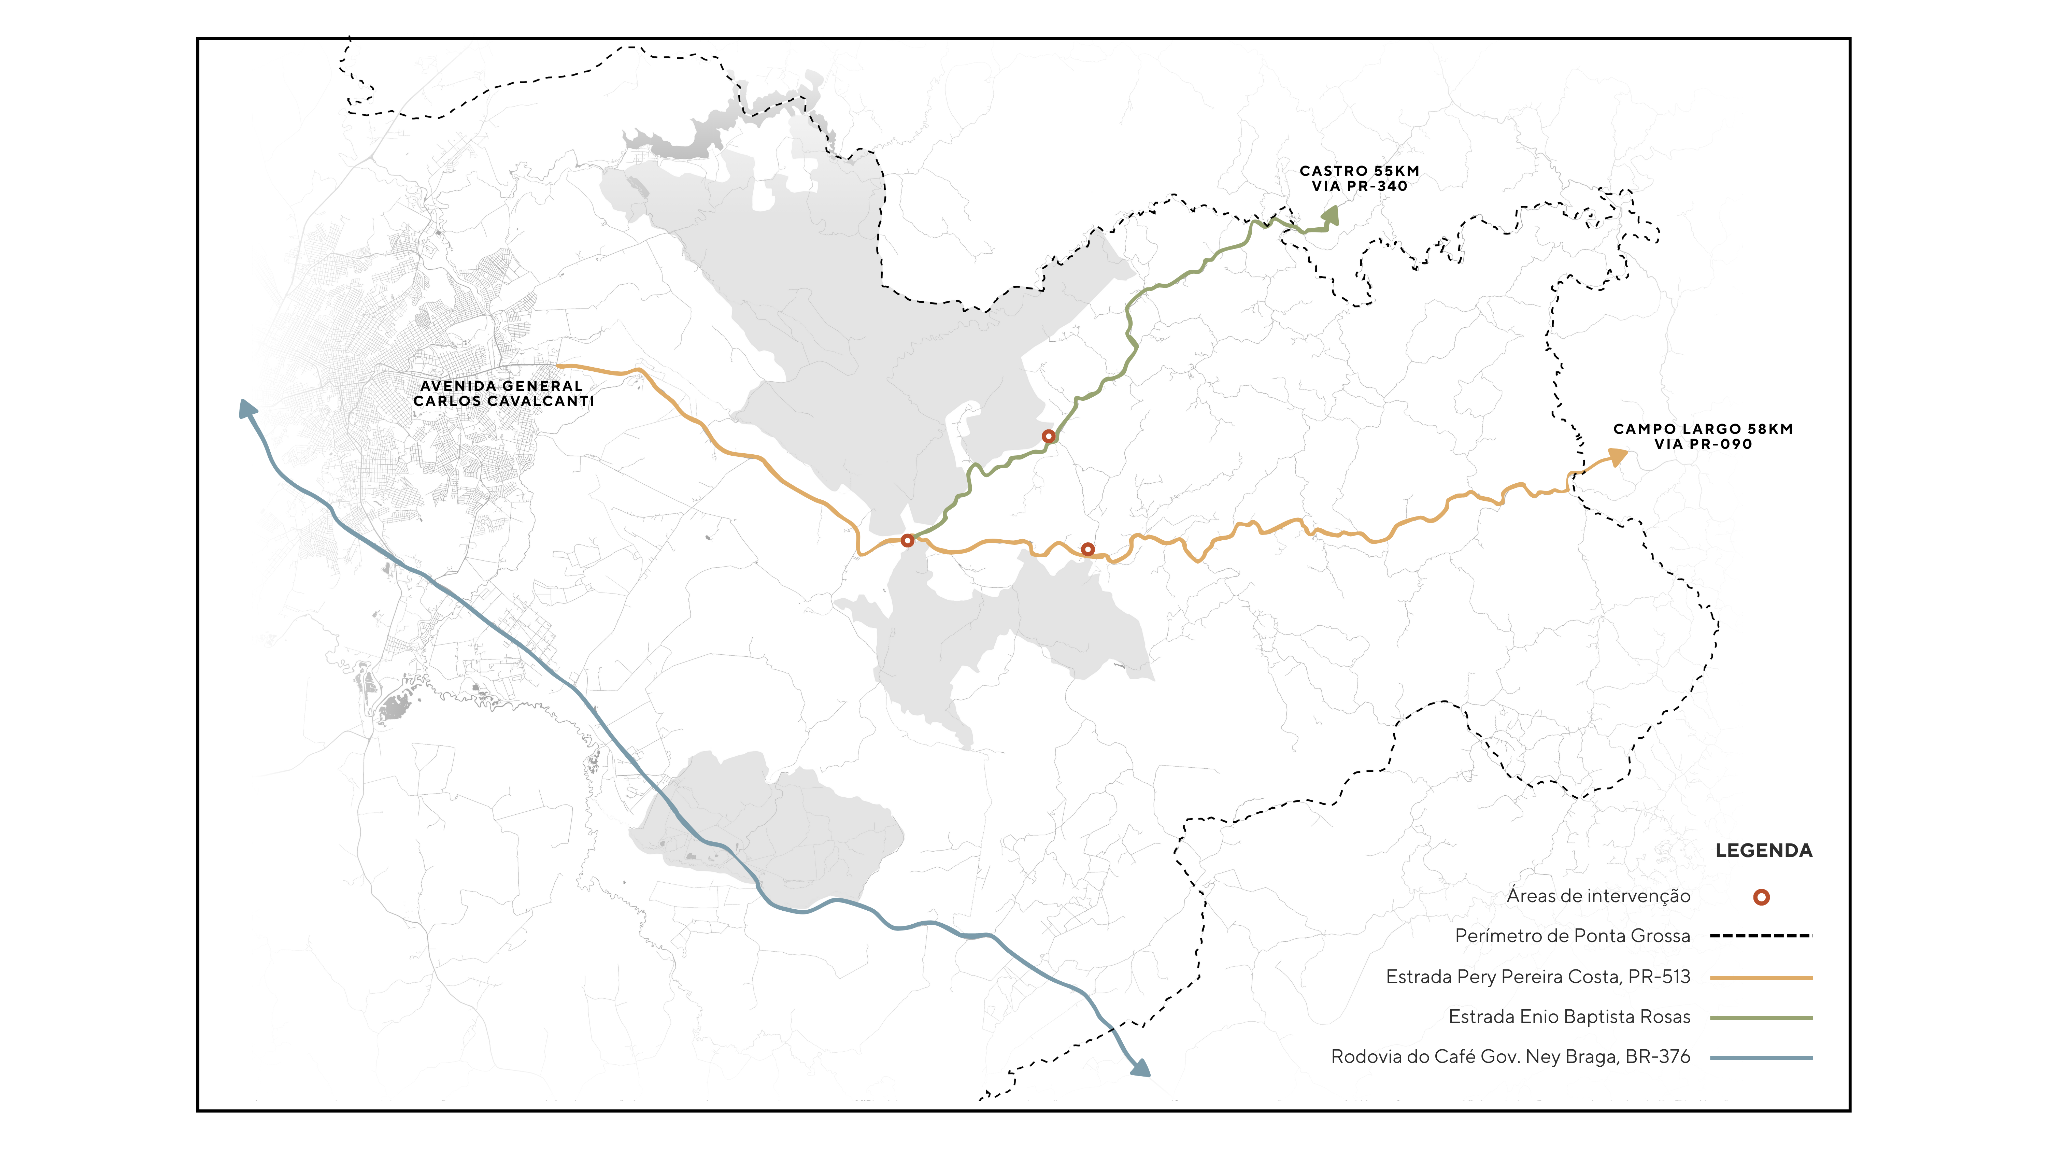 CASTRO 55KM
VIA PR-340
AVENIDA GENERAL
CARLOS CAVALCANTI
CAMPO LARGO 58KM
VIA PR-090
LEGENDA
Áreas de intervenção
Perímetro de Ponta Grossa
Estrada Pery Pereira Costa, PR-513
Estrada Enio Baptista Rosas
Rodovia do Café Gov. Ney Braga, BR-376